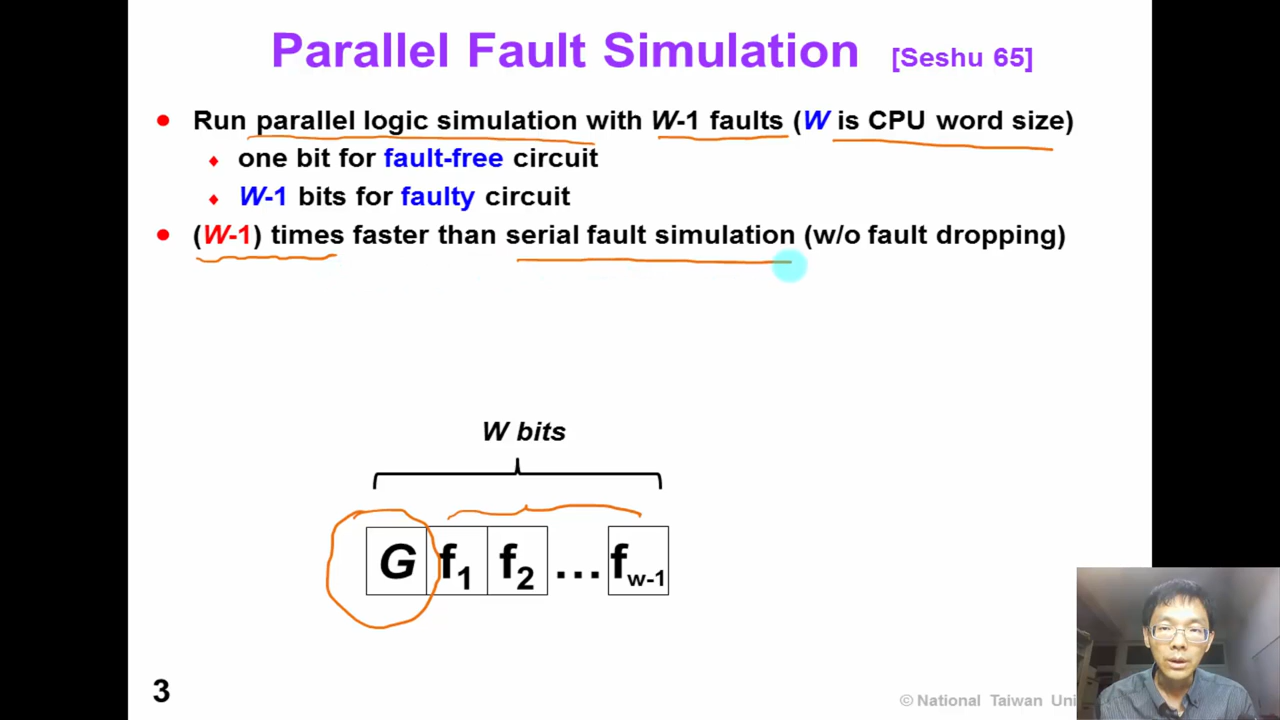 Parallel Fault Simulation [Seshu 65]
• Run parallel logic simulation with W-1 faults (W is CPU word size)
♦ one bit for fault-free circuit
♦ W-1 bits for faulty circuit
• (W-1) times faster than serial fault simulation (w/o fault dropping)
W bits
G f1 f2 … fw-1
3
© National Taiwan